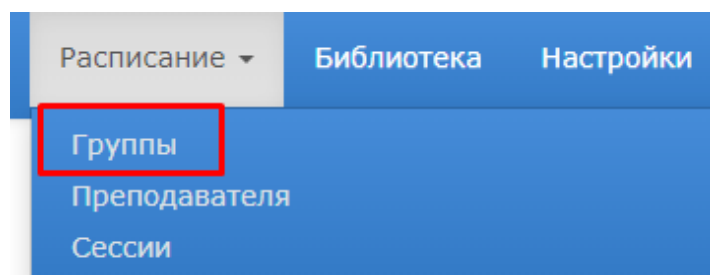 Расписание Библиотека Настройки
Группы
Преподавателя
Сессии